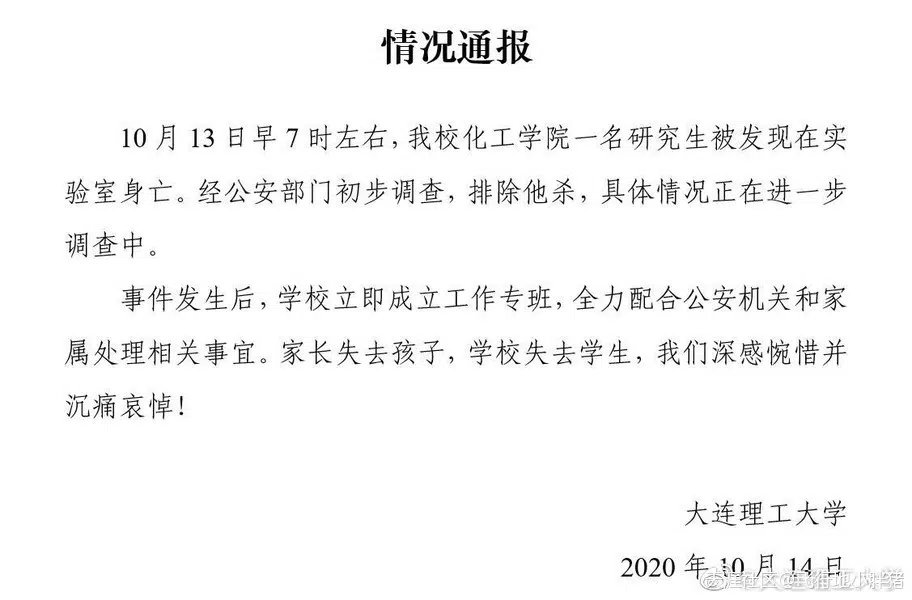 情况通报
10 月 13 日早 7 时左右，我校化工学院一名研究生被发现在实
验室身亡。经公安部门初步调查，排除他杀，具体情况正在进一步
调查中。
事件发生后，学校立即成立工作专班，全力配合公安机关和家
属处理相关事宜。家长失去孩子，学校失去学生，我们深感惋惜并
沉痛哀悼！
大连理工大学
2020 年 10 月 14 日